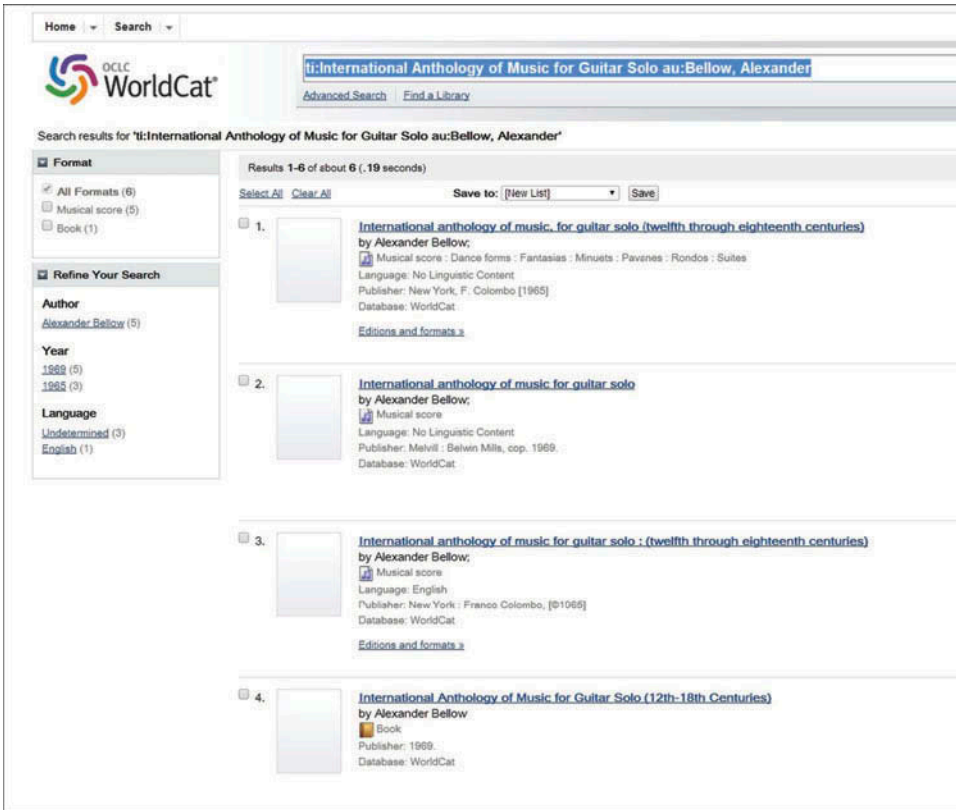 Home Search
OCLC
WorldCat®
ti:International Anthology of Music for Guitar Solo au:Bellow, Alexander
Advanced Search Find a Library
Search results for 'ti:International Anthology of Music for Guitar Solo au:Bellow, Alexander'
Format
All Formats (6)
Musical score (5)
Book (1)
Refine Your Search
Author
Alexander Bellow (5)
Year
1969 (5)
1965 (3)
Language
Undetermined (3)
English (1)
Results 1-6 of about 6 (.19 seconds)
Select All Clear All Save to: [New List] Save
1. International anthology of music, for guitar solo (twelfth through eighteenth centuries)
by Alexander Bellow;
Musical score : Dance forms : Fantasias : Minuets : Pavanes : Rondos : Suites
Language: No Linguistic Content
Publisher: New York, F. Colombo [1965]
Database: WorldCat
Editions and formats »
2. International anthology of music for guitar solo
by Alexander Bellow;
Musical score
Language: No Linguistic Content
Publisher: Melvill : Belwin Mills, cop. 1969.
Database: WorldCat
3. International anthology of music for guitar solo : (twelfth through eighteenth centuries)
by Alexander Bellow;
Musical score
Language: English
Publisher: New York : Franco Colombo, [©1965]
Database: WorldCat
Editions and formats »
4. International Anthology of Music for Guitar Solo (12th-18th Centuries)
by Alexander Bellow
Book
Publisher: 1969.
Database: WorldCat